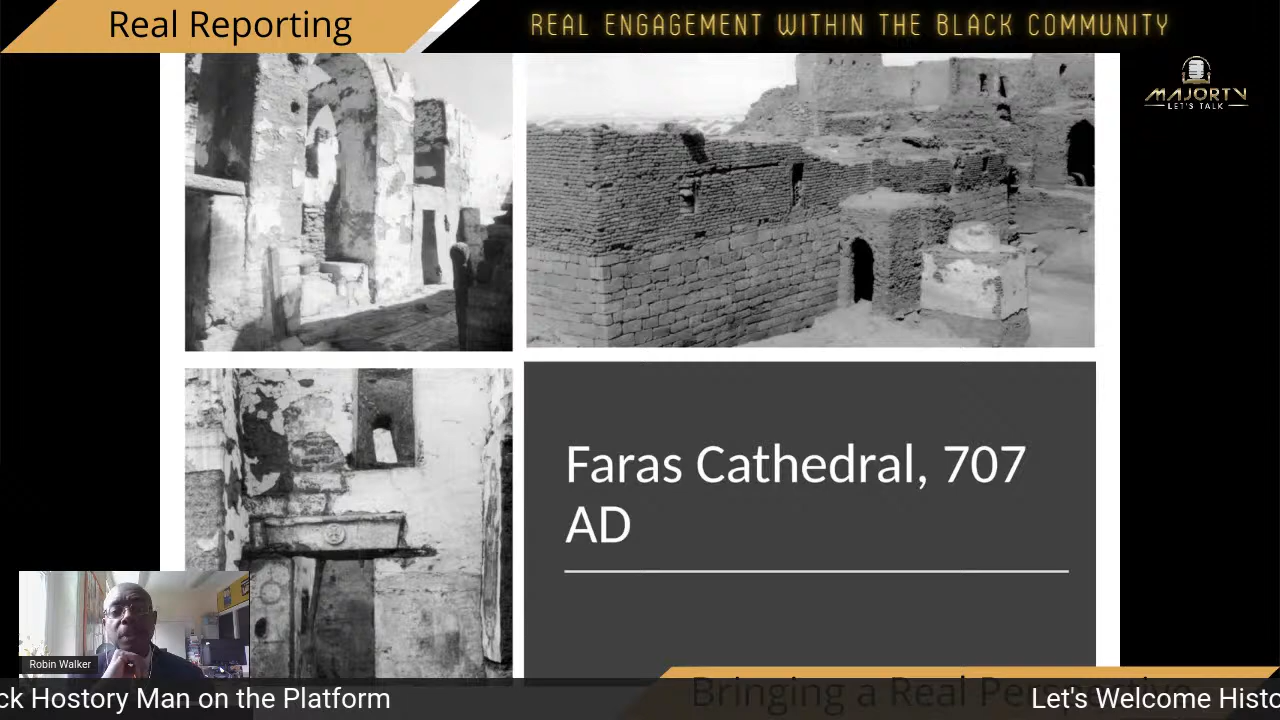 Real Reporting
REAL ENGAGEMENT WITHIN THE BLACK COMMUNITY
MAJORTV
LET'S TALK
Faras Cathedral, 707
AD
Robin Walker
Bringing a Real
ck Hostory Man on the Platform
Let's Welcome Histo